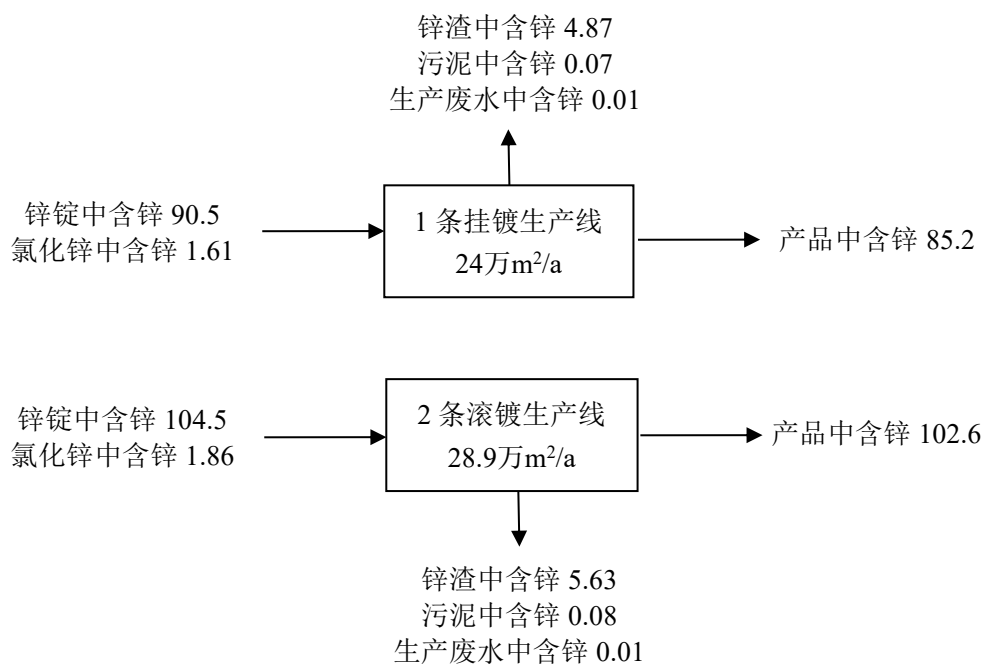 锌渣中含锌 4.87
污泥中含锌 0.07
生产废水中含锌 0.01
锌锭中含锌 90.5
氯化锌中含锌 1.61
1 条挂镀生产线
24万m²/a
产品中含锌 85.2
锌锭中含锌 104.5
氯化锌中含锌 1.86
2 条滚镀生产线
28.9万m²/a
产品中含锌 102.6
锌渣中含锌 5.63
污泥中含锌 0.08
生产废水中含锌 0.01